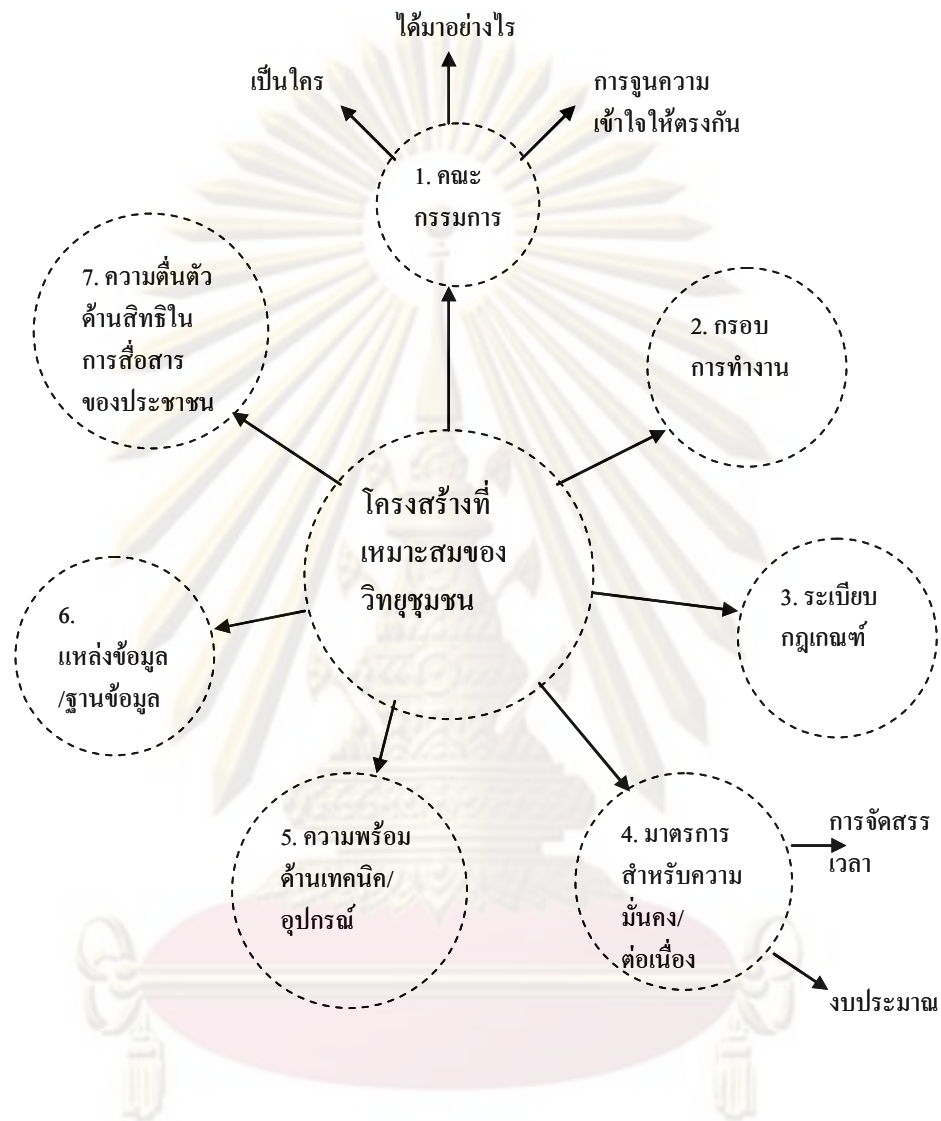 ได้มาอย่างไร
เป็นใคร
การจูนความ
เข้าใจให้ตรงกัน
1. คณะ
กรรมการ
7. ความตื่นตัว
ด้านสิทธิใน
การสื่อสาร
ของประชาชน
2. กรอบ
การทำงาน
โครงสร้างที่
เหมาะสมของ
วิทยุชุมชน
6.
แหล่งข้อมูล
/ฐานข้อมูล
3. ระเบียบ
กฎเกณฑ์
5. ความพร้อม
ด้านเทคนิค/
อุปกรณ์
4. มาตรการ
สำหรับความ
มั่นคง/
ต่อเนื่อง
การจัดสรร
เวลา
งบประมาณ